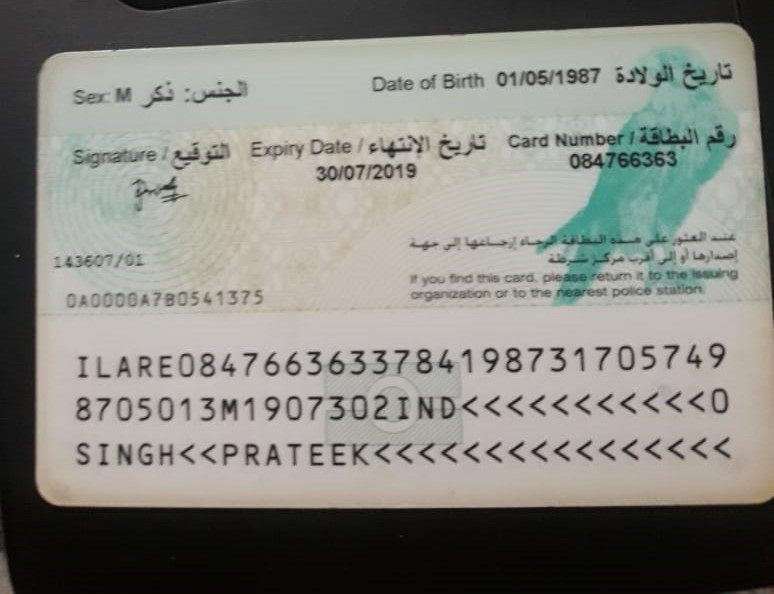 Sex: M الجنس: ذكر Date of Birth 01/05/1987 تاريخ الولادة
Signature / التوقيع Expiry Date / تاريخ الإنتهاء Card Number / رقم البطاقة
30/07/2019 084766363
عند العثور على هذه البطاقة الرجاء إرجاعها إلى جهة
إصدارها أو إلى أقرب مركز شرطة
143607/01
If you find this card, please return it to the issuing
organization or to the nearest police station.
0A0000A7B0541375
ILARE0847663633784198731705749
8705013M1907302IND<<<<<<<<<<<0
SINGH<<PRATEEK<<<<<<<<<<<<<<<<